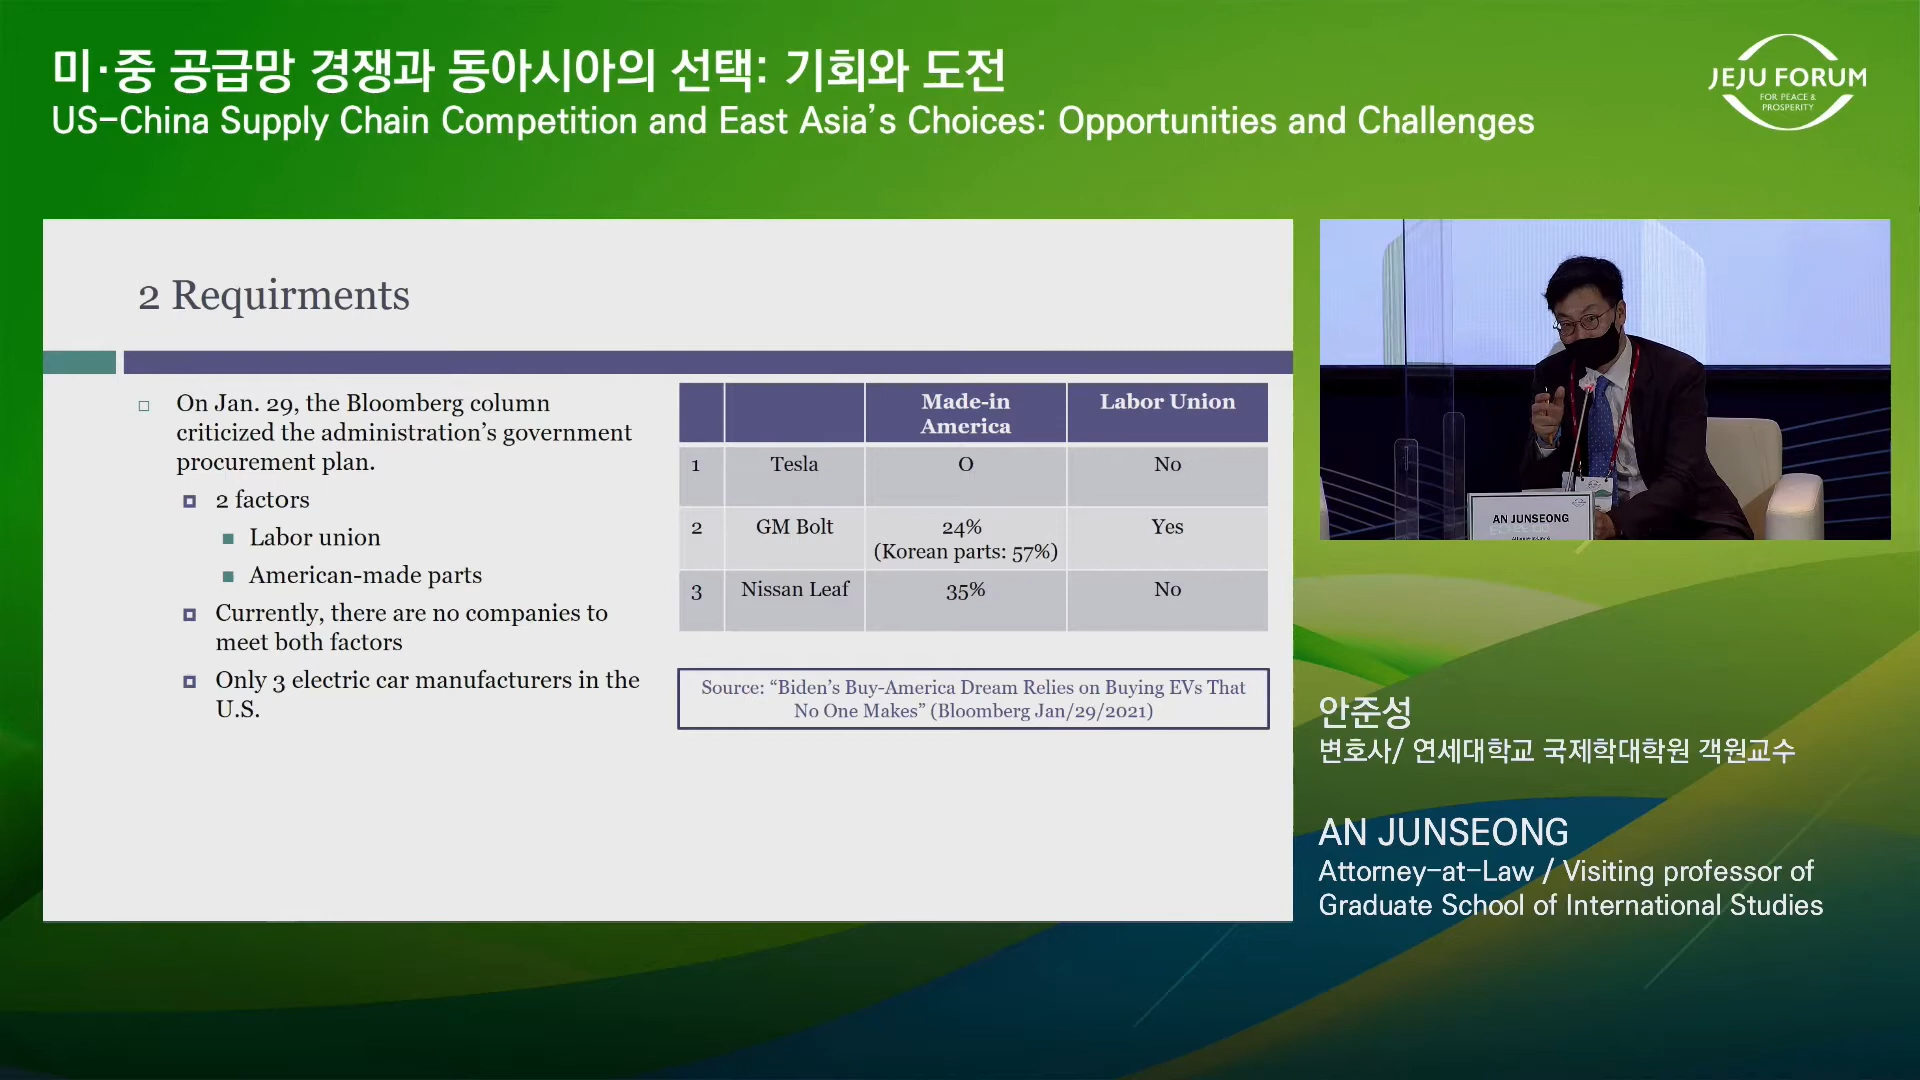 미·중 공급망 경쟁과 동아시아의 선택: 기회와 도전
US-China Supply Chain Competition and East Asia's Choices: Opportunities and Challenges
JEJU FORUM
FOR PEACE &
PROSPERITY
2 Requirments
On Jan. 29, the Bloomberg column
criticized the administration's government
procurement plan.
2 factors
Labor union
American-made parts
Currently, there are no companies to
meet both factors
Only 3 electric car manufacturers in the
U.S.
Made-in
America
Labor Union
1 Tesla O No
2 GM Bolt 24% Yes
(Korean parts: 57%)
3 Nissan Leaf 35% No
Source: “Biden's Buy-America Dream Relies on Buying EVs That
No One Makes” (Bloomberg Jan/29/2021)
AN JUNSEONG
안준성
변호사/ 연세대학교 국제학대학원 객원교수
AN JUNSEONG
Attorney-at-Law / Visiting professor of
Graduate School of International Studies